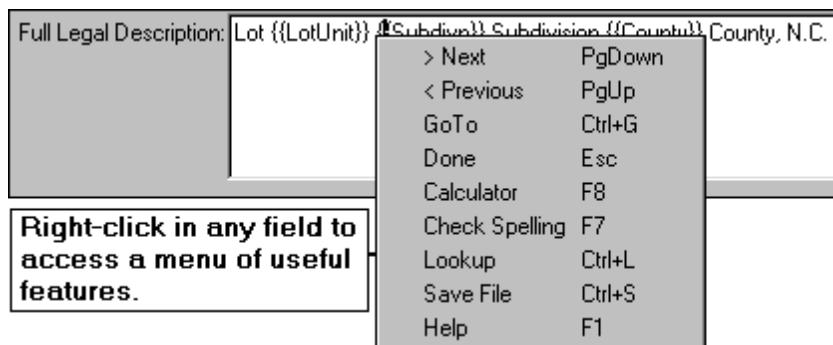 Full Legal Description: Lot {{LotUnit}} {{Subdivn}} Subdivision {{County}} County, N.C.
> Next PgDown
< Previous PgUp
GoTo Ctrl+G
Done Esc
Calculator F8
Check Spelling F7
Lookup Ctrl+L
Save File Ctrl+S
Help F1
Right-click in any field to
access a menu of useful
features.